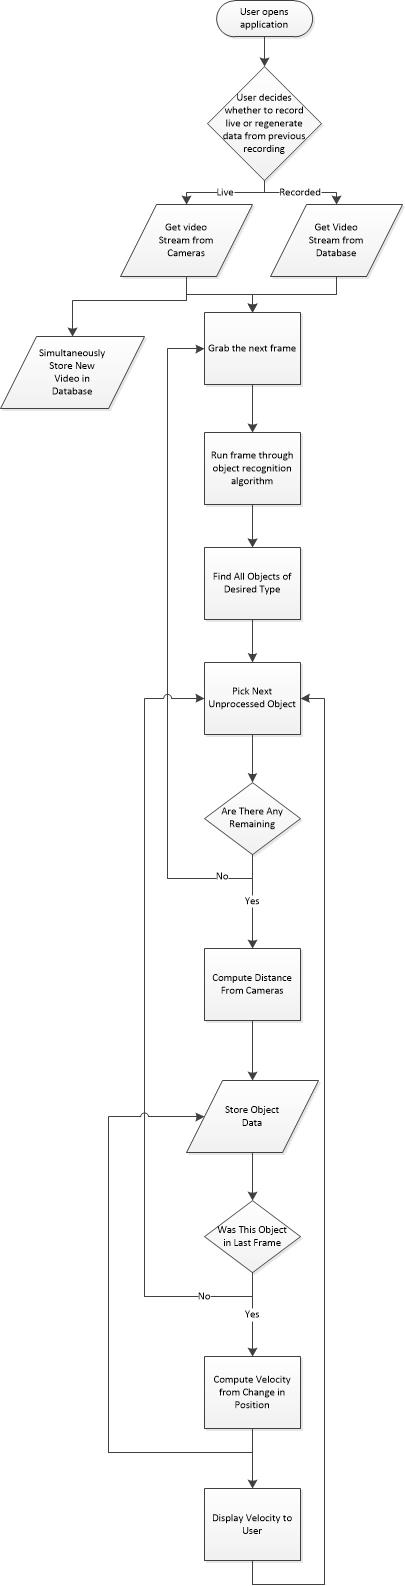 User opens
application
User decides
whether to record
live or regenerate
data from previous
recording
Live
Recorded
Get video
Stream from
Cameras
Get Video
Stream from
Database
Simultaneously
Store New
Video in
Database
Grab the next frame
Run frame through
object recognition
algorithm
Find All Objects of
Desired Type
Pick Next
Unprocessed Object
Are There Any
Remaining
No
Yes
Compute Distance
From Cameras
Store Object
Data
Was This Object
in Last Frame
No
Yes
Compute Velocity
from Change in
Position
Display Velocity to
User